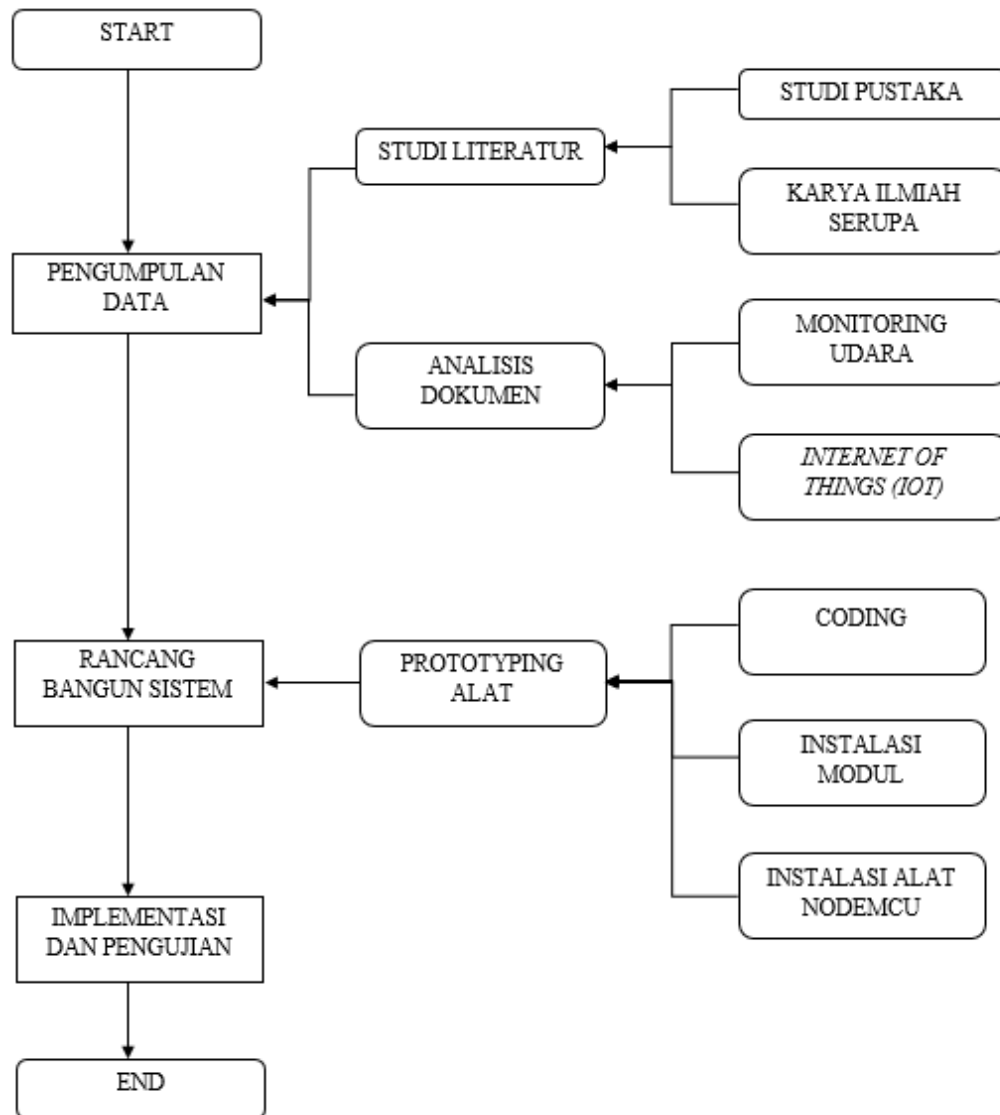 START
STUDI PUSTAKA
STUDI LITERATUR
KARYA ILMIAH
SERUPA
PENGUMPULAN
DATA
MONITORING
UDARA
ANALISIS
DOKUMEN
INTERNET OF
THINGS (IOT)
RANCANG
BANGUN SISTEM
PROTOTYPING
ALAT
CODING
INSTALASI
MODUL
INSTALASI ALAT
NODEMCU
IMPLEMENTASI
DAN PENGUJIAN
END